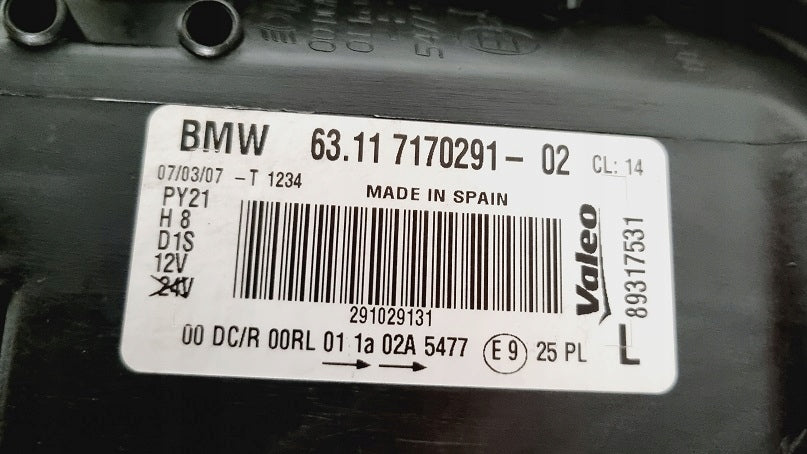 BMW 63.11 7170291- 02 CL: 14
07/03/07 -T 1234
MADE IN SPAIN
PY21
H 8
D1S
12V
24V
291029131
Valeo
89317531
L
00 DC/R 00RL 01 1a 02A 5477 E 9 25 PL